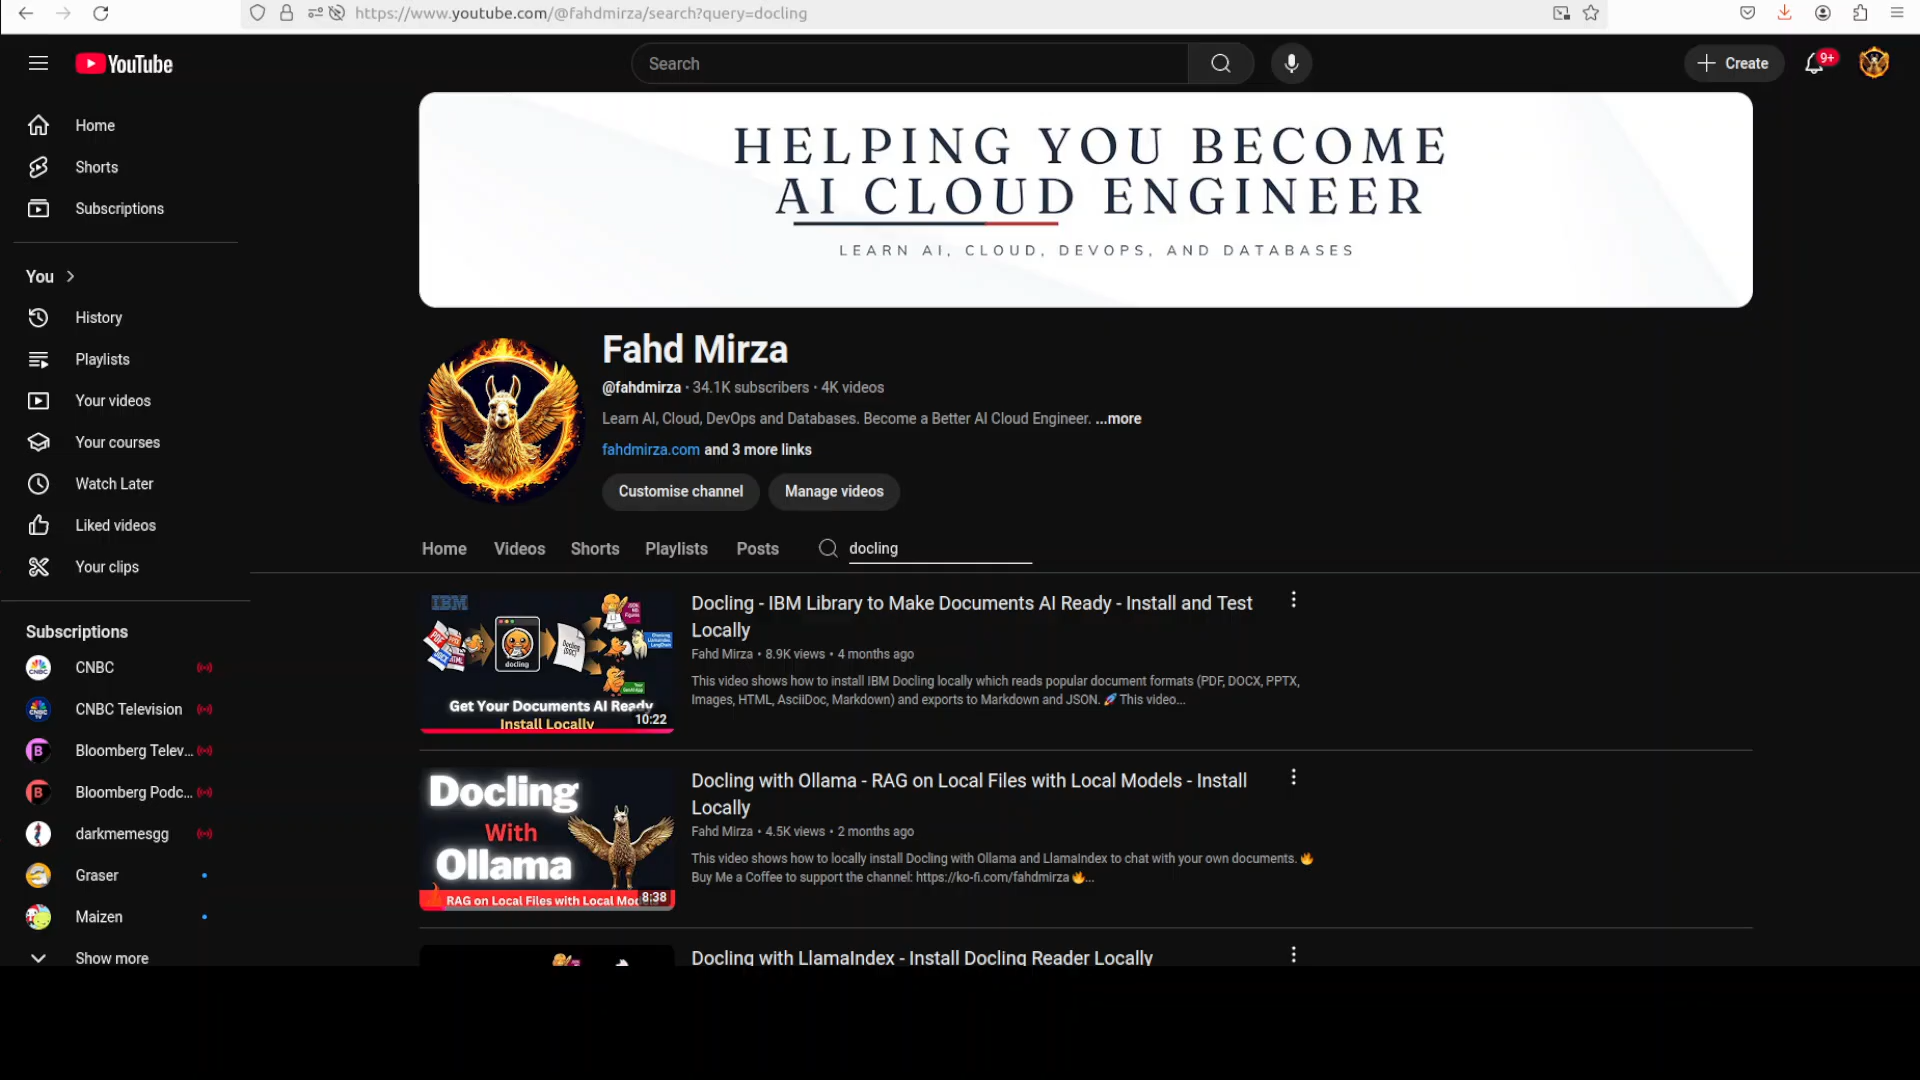 https://www.youtube.com/@fahdmirza/search?query=docling
YouTube
Search
Create
9+
Home
Shorts
Subscriptions
You
History
Playlists
Your videos
Your courses
Watch Later
Liked videos
Your clips
Subscriptions
CNBC
CNBC Television
Bloomberg Telev...
Bloomberg Podc...
darkmemesgg
Graser
Maizen
Show more
HELPING YOU BECOME
AI CLOUD ENGINEER
LEARN AI, CLOUD, DEVOPS, AND DATABASES
Fahd Mirza
@fahdmirza • 34.1K subscribers • 4K videos
Learn AI, Cloud, DevOps and Databases. Become a Better AI Cloud Engineer. ...more
fahdmirza.com and 3 more links
Customise channel
Manage videos
Home
Videos
Shorts
Playlists
Posts
docling
IBM
docling
Get Your Documents AI Ready
Install Locally
10:22
Docling - IBM Library to Make Documents AI Ready - Install and Test
Locally
Fahd Mirza • 8.9K views • 4 months ago
This video shows how to install IBM Docling locally which reads popular document formats (PDF, DOCX, PPTX,
Images, HTML, AsciiDoc, Markdown) and exports to Markdown and JSON. 🚀 This video...
Docling
With
Ollama
RAG on Local Files with Local Mod
8:38
Docling with Ollama - RAG on Local Files with Local Models - Install
Locally
Fahd Mirza • 4.5K views • 2 months ago
This video shows how to locally install Docling with Ollama and LlamaIndex to chat with your own documents. 🔥
Buy Me a Coffee to support the channel: https://ko-fi.com/fahdmirza 🔥...
Docling with LlamaIndex - Install Docling Reader Locally